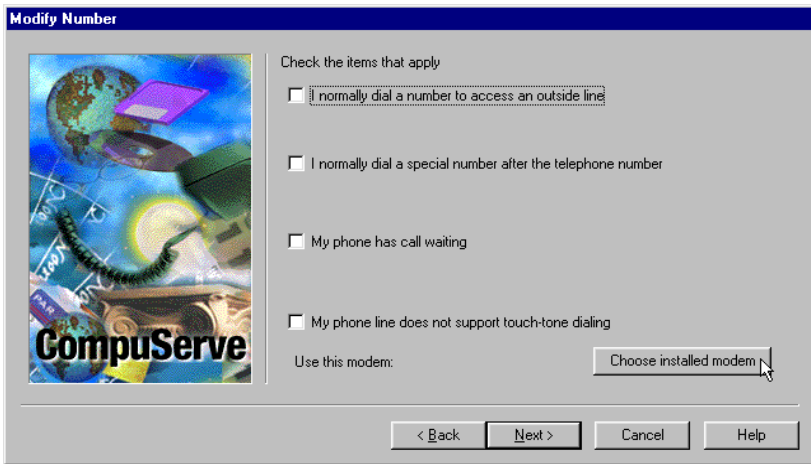 Modify Number
Check the items that apply
I normally dial a number to access an outside line
I normally dial a special number after the telephone number
My phone has call waiting
My phone line does not support touch-tone dialing
Use this modem:
Choose installed modem
PAR
CompuServe
< Back
Next >
Cancel
Help